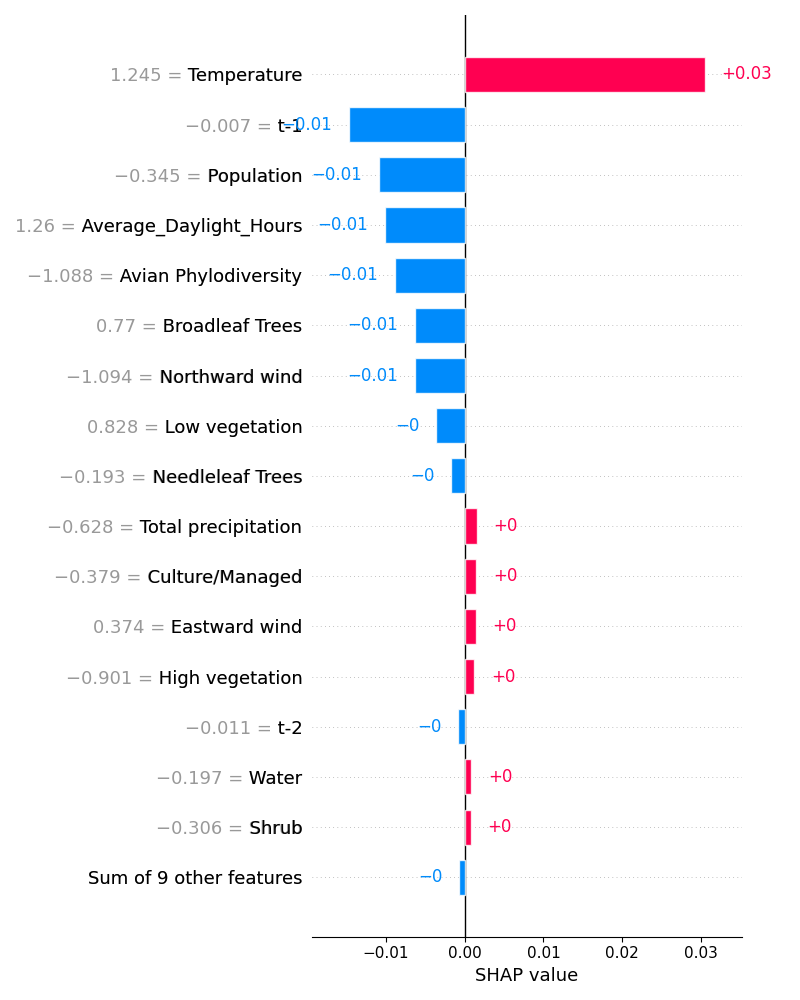 1.245 = Temperature +0.03
−0.007 = t-1 −0.01
−0.345 = Population −0.01
1.26 = Average_Daylight_Hours −0.01
−1.088 = Avian Phylodiversity −0.01
0.77 = Broadleaf Trees −0.01
−1.094 = Northward wind −0.01
0.828 = Low vegetation −0
−0.193 = Needleleaf Trees −0
−0.628 = Total precipitation +0
−0.379 = Culture/Managed +0
0.374 = Eastward wind +0
−0.901 = High vegetation +0
−0.011 = t-2 −0
−0.197 = Water +0
−0.306 = Shrub +0
Sum of 9 other features −0
−0.01 0.00 0.01 0.02 0.03
SHAP value